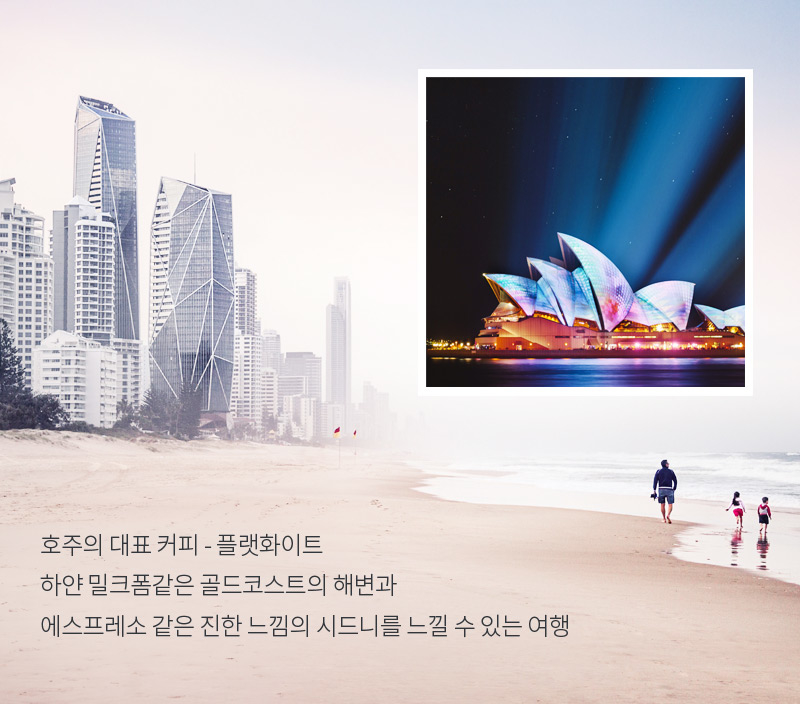 호주의 대표 커피 - 플랫화이트
하얀 밀크폼같은 골드코스트의 해변과
에스프레소 같은 진한 느낌의 시드니를 느낄 수 있는 여행